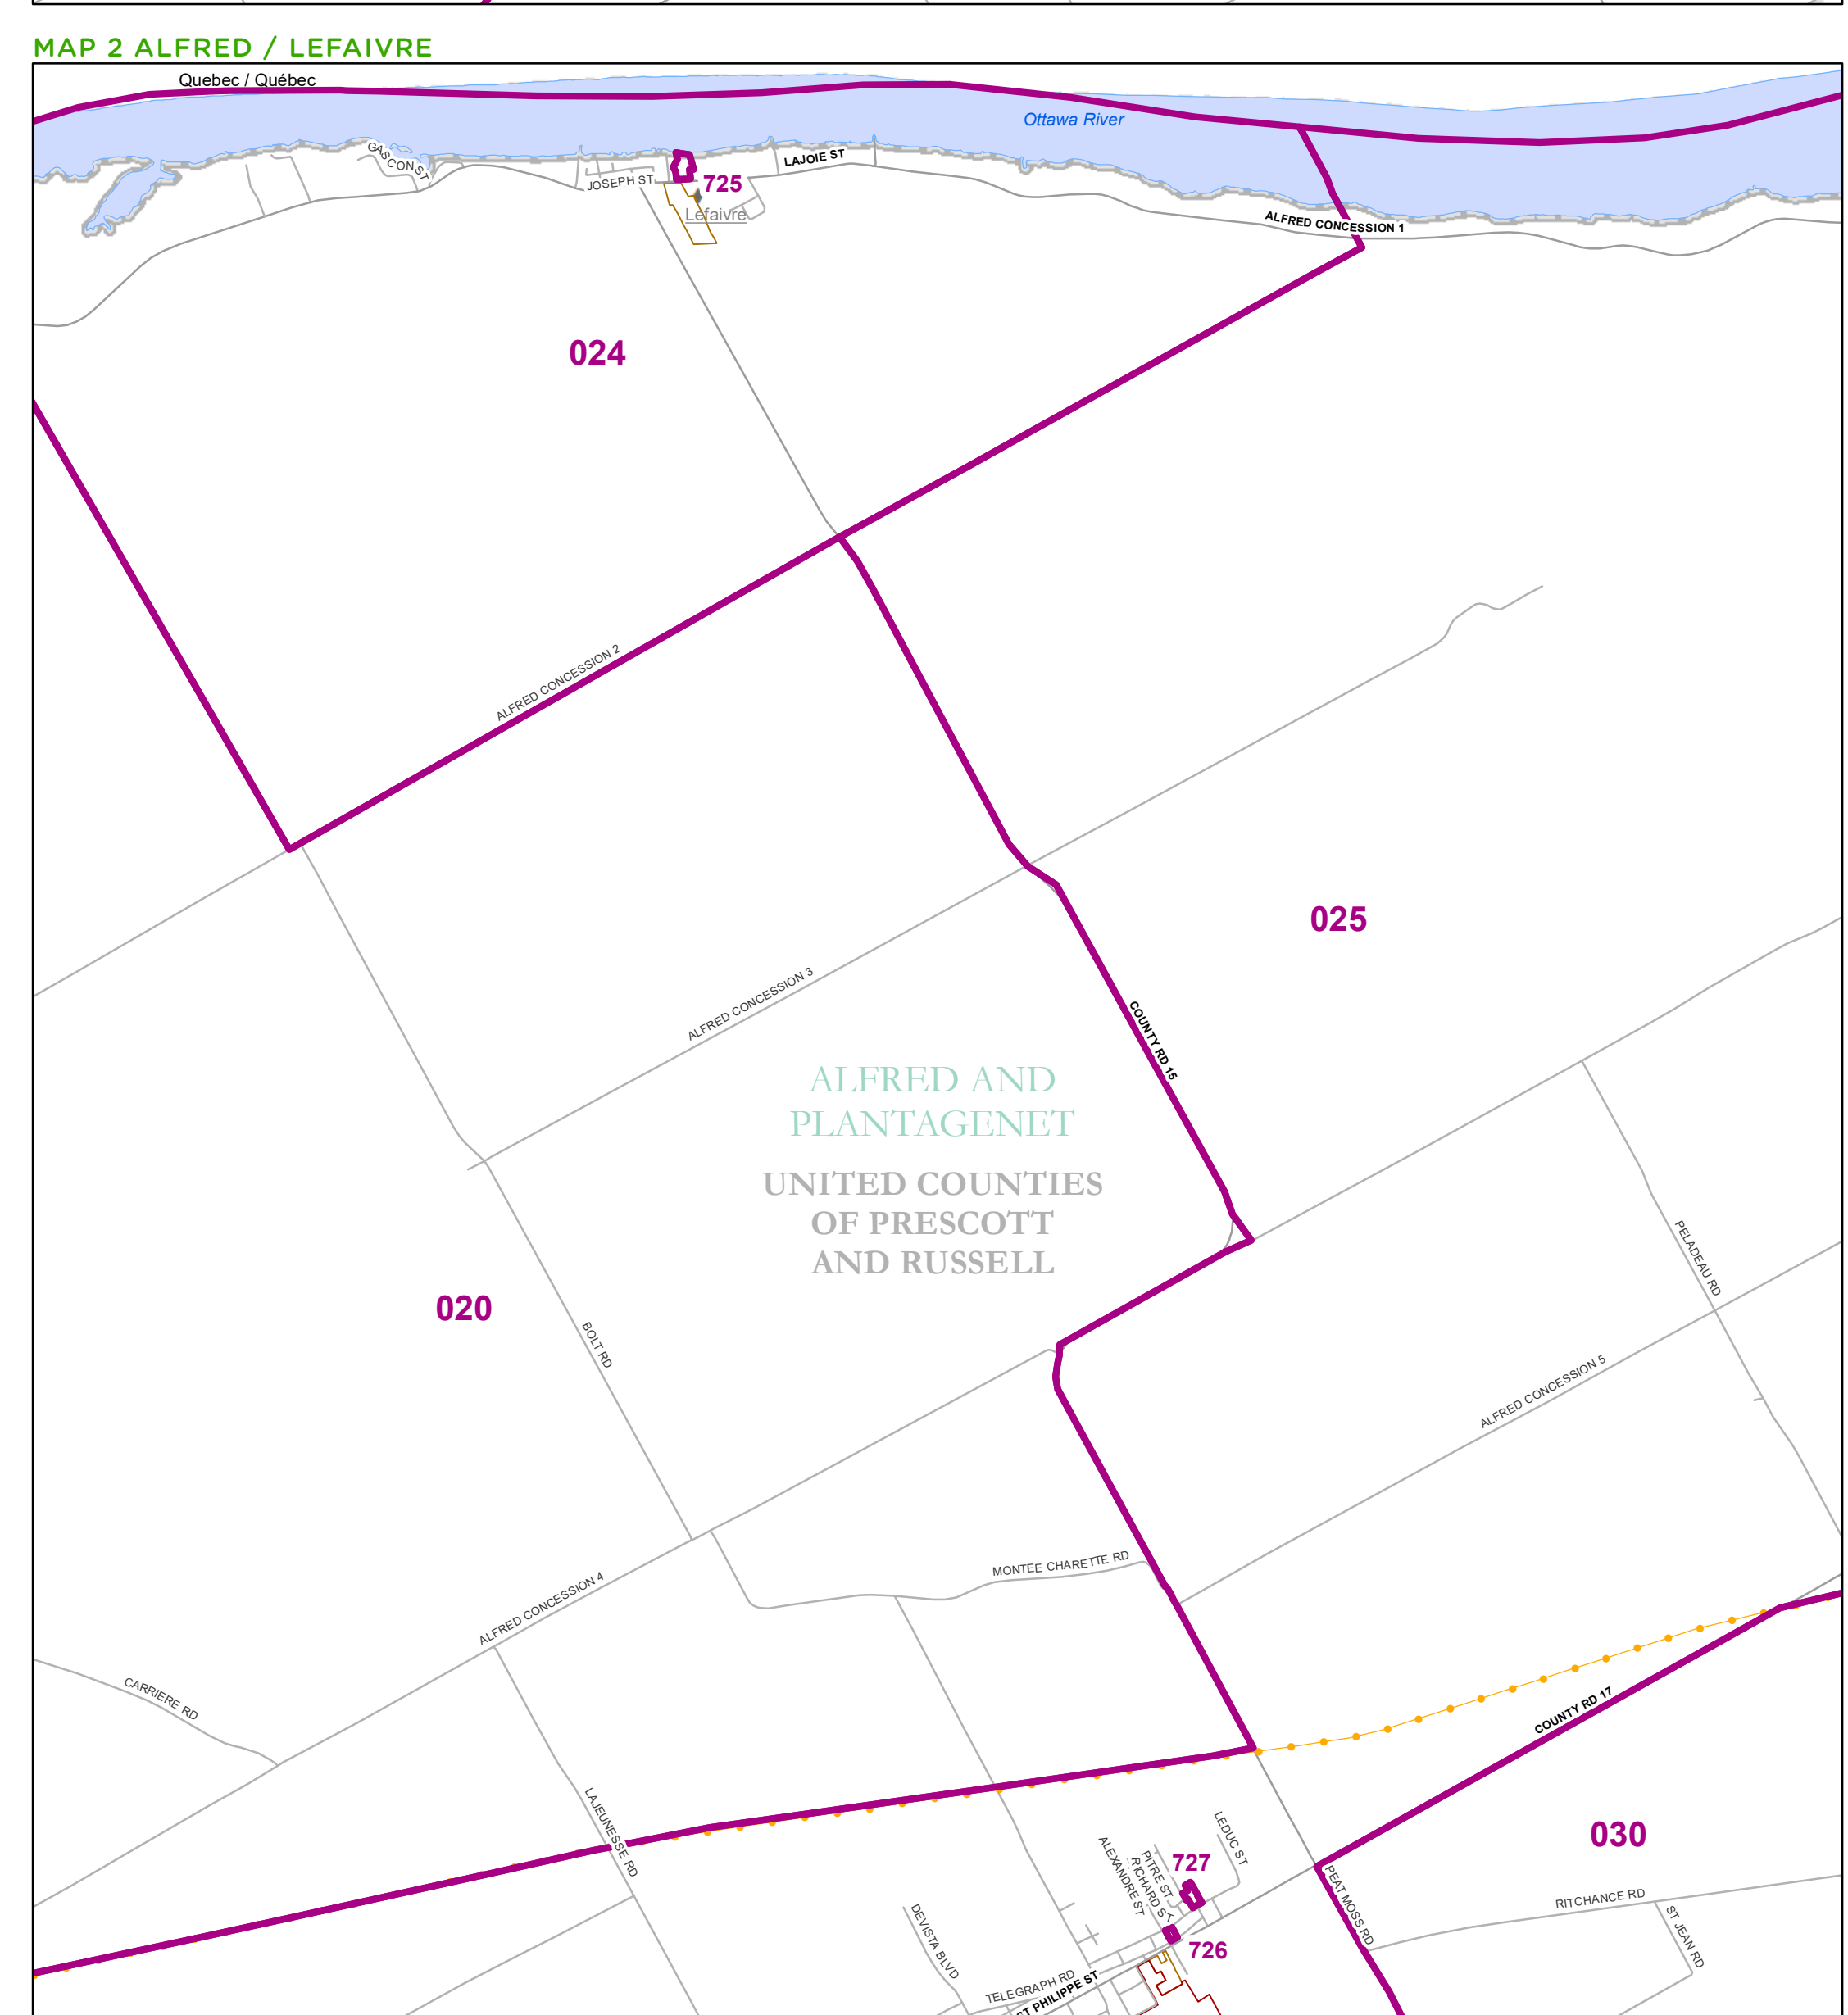 MAP 2 ALFRED / LEFAIVRE
Quebec / Québec
Ottawa River
GASCON ST
JOSEPH ST
LAJOIE ST
725
Lefaivre
ALFRED CONCESSION 1
024
ALFRED CONCESSION 2
025
ALFRED CONCESSION 3
COUNTY RD 15
ALFRED AND
PLANTAGENET
UNITED COUNTIES
OF PRESCOTT
AND RUSSELL
PELADEAU RD
020
BOLT RD
ALFRED CONCESSION 5
MONTEE CHARETTE RD
ALFRED CONCESSION 4
CARRIERE RD
COUNTY RD 17
LAJEUNESSE RD
LEDUC ST
030
ALEXANDRE ST
RICHARD ST
PITRE ST
727
PEAT MOSS RD
RITCHANCE RD
DEVISTA BLVD
ST JEAN RD
726
TELEGRAPH RD
ST PHILIPPE ST